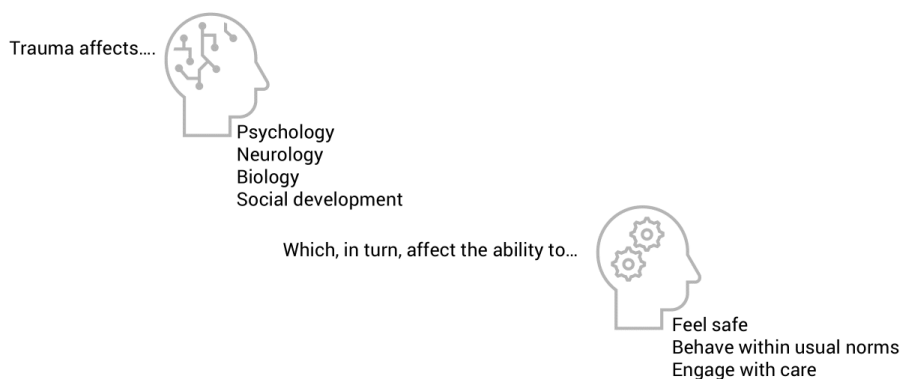 Trauma affects....
Psychology
Neurology
Biology
Social development
Which, in turn, affect the ability to...
Feel safe
Behave within usual norms
Engage with care